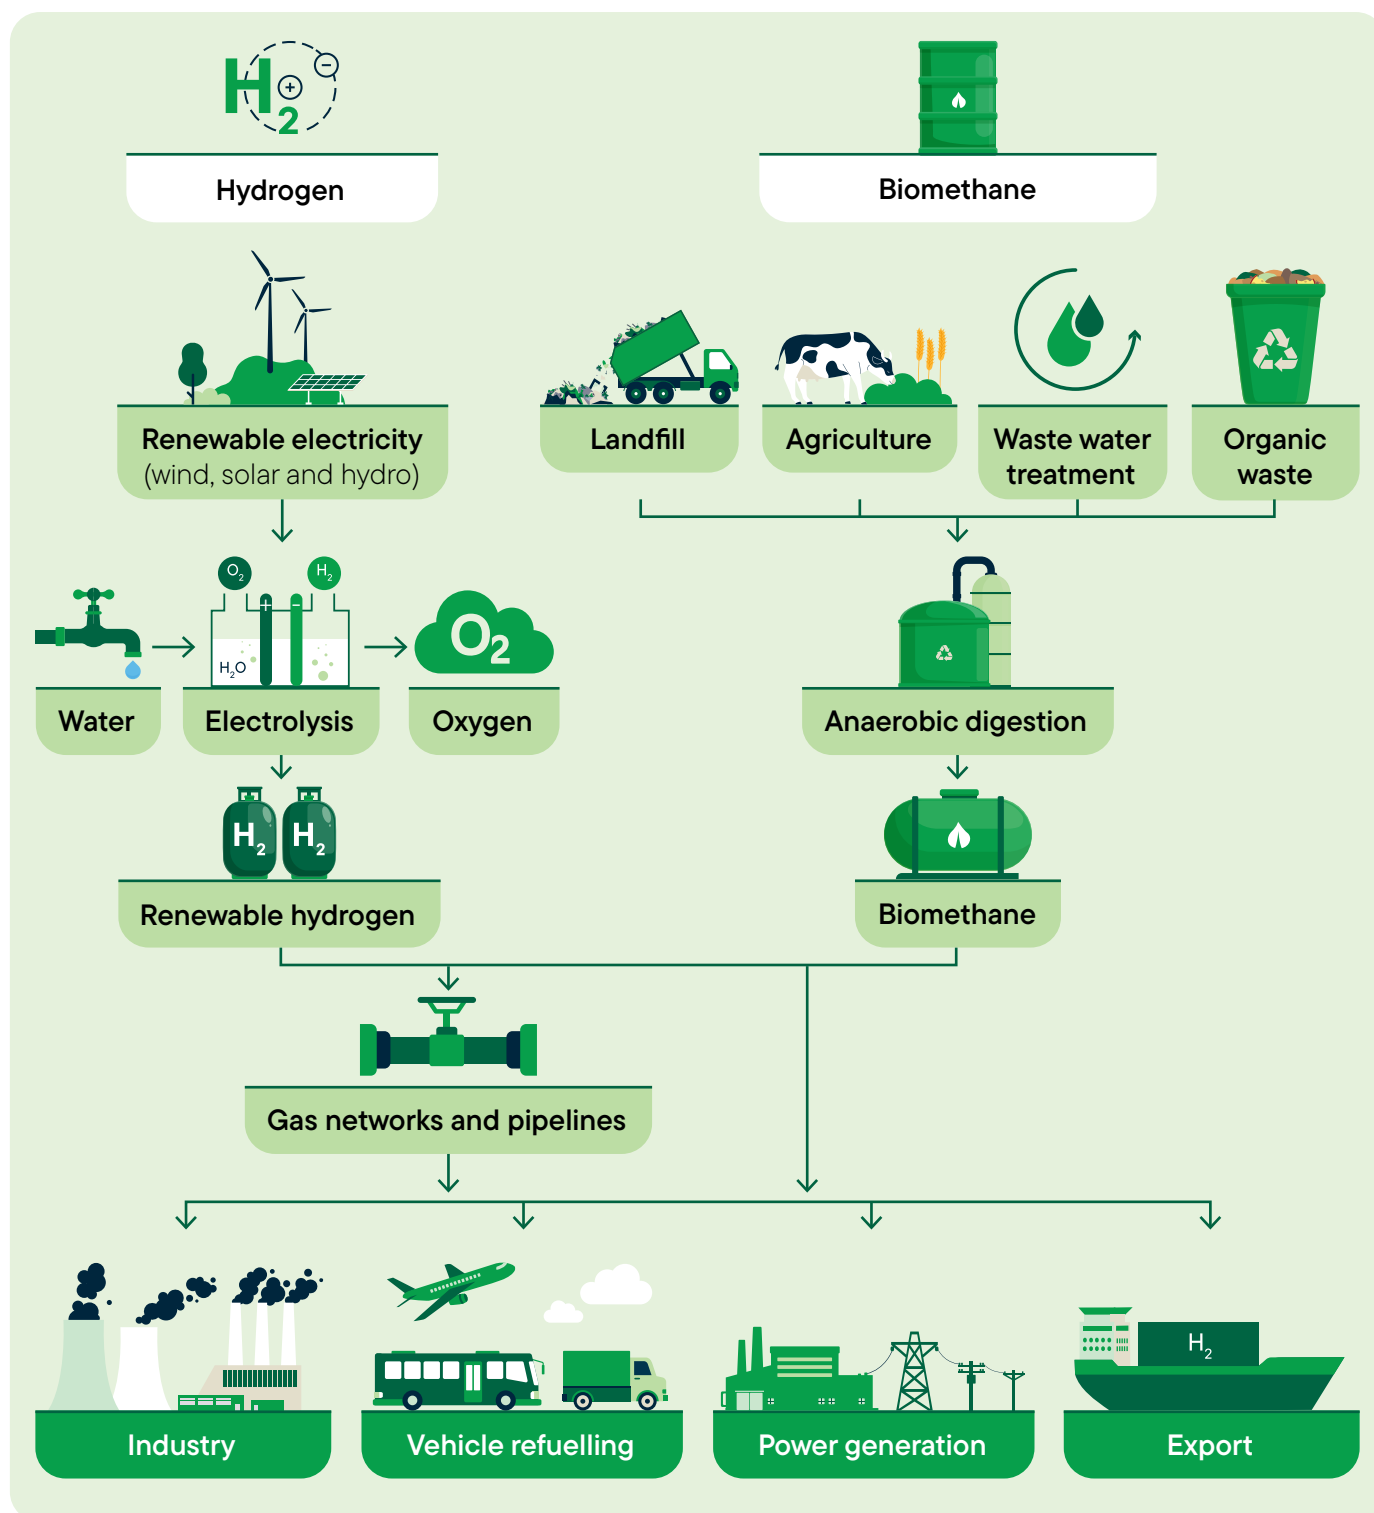 H2
+
−
Hydrogen
Biomethane
Renewable electricity
(wind, solar and hydro)
Landfill
Agriculture
Waste water
treatment
Organic
waste
O2
H2
+
−
H2O
O2
Water
Electrolysis
Oxygen
Anaerobic digestion
H2
H2
Renewable hydrogen
Biomethane
Gas networks and pipelines
H2
Industry
Vehicle refuelling
Power generation
Export